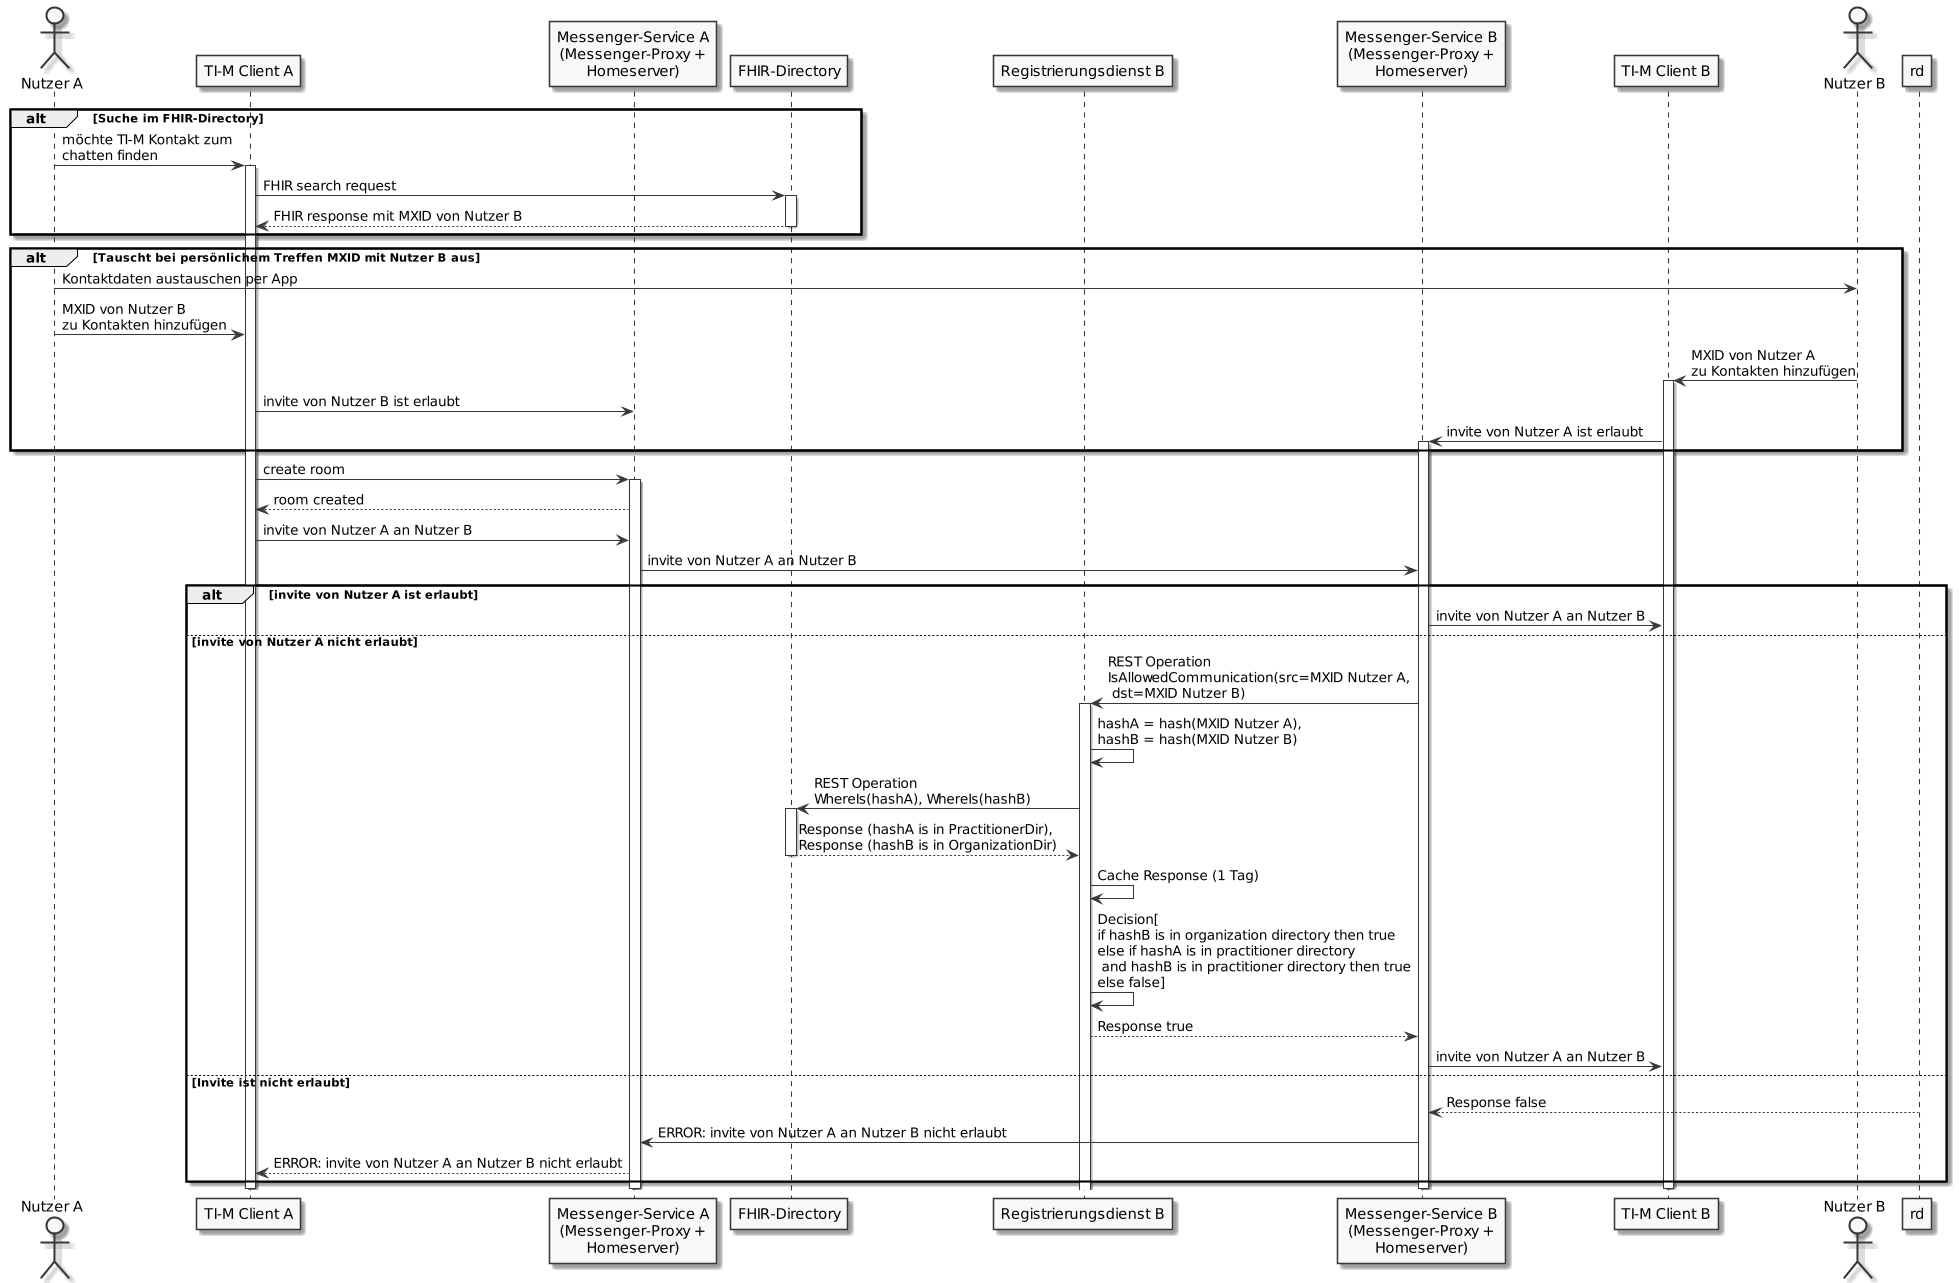 Nutzer A
TI-M Client A
Messenger-Service A
(Messenger-Proxy +
Homeserver)
FHIR-Directory
Registrierungsdienst B
Messenger-Service B
(Messenger-Proxy +
Homeserver)
TI-M Client B
Nutzer B
rd
alt [Suche im FHIR-Directory]
möchte TI-M Kontakt zum
chatten finden
FHIR search request
FHIR response mit MXID von Nutzer B
alt [Tauscht bei persönlichem Treffen MXID mit Nutzer B aus]
Kontaktdaten austauschen per App
MXID von Nutzer B
zu Kontakten hinzufügen
MXID von Nutzer A
zu Kontakten hinzufügen
invite von Nutzer B ist erlaubt
invite von Nutzer A ist erlaubt
create room
room created
invite von Nutzer A an Nutzer B
invite von Nutzer A an Nutzer B
alt [invite von Nutzer A ist erlaubt]
invite von Nutzer A an Nutzer B
[invite von Nutzer A nicht erlaubt]
REST Operation
IsAllowedCommunication(src=MXID Nutzer A,
dst=MXID Nutzer B)
hashA = hash(MXID Nutzer A),
hashB = hash(MXID Nutzer B)
REST Operation
WhereIs(hashA), WhereIs(hashB)
Response (hashA is in PractitionerDir),
Response (hashB is in OrganizationDir)
Cache Response (1 Tag)
Decision[
if hashB is in organization directory then true
else if hashA is in practitioner directory
and hashB is in practitioner directory then true
else false]
Response true
invite von Nutzer A an Nutzer B
[Invite ist nicht erlaubt]
Response false
ERROR: invite von Nutzer A an Nutzer B nicht erlaubt
ERROR: invite von Nutzer A an Nutzer B nicht erlaubt
Nutzer A
TI-M Client A
Messenger-Service A
(Messenger-Proxy +
Homeserver)
FHIR-Directory
Registrierungsdienst B
Messenger-Service B
(Messenger-Proxy +
Homeserver)
TI-M Client B
Nutzer B
rd